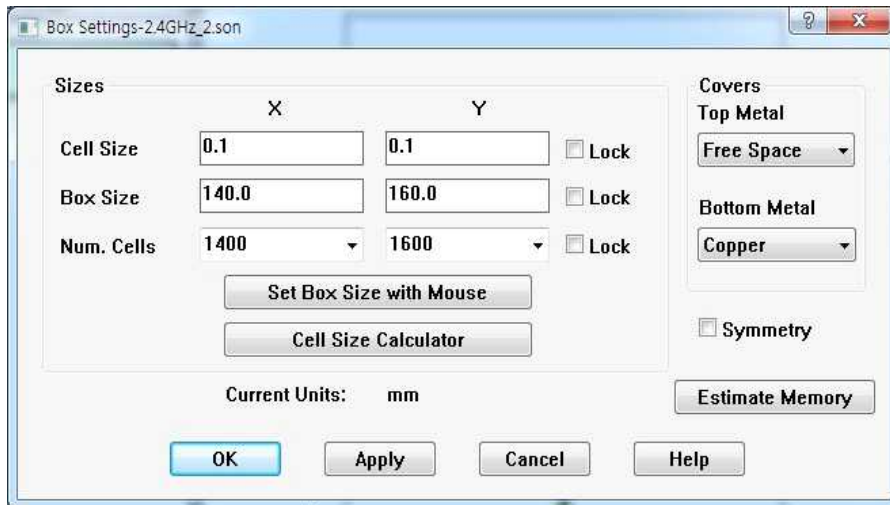 Box Settings-2.4GHz_2.son
Sizes
X Y
Cell Size 0.1 0.1 Lock
Box Size 140.0 160.0 Lock
Num. Cells 1400 1600 Lock
Set Box Size with Mouse
Cell Size Calculator
Covers
Top Metal
Free Space
Bottom Metal
Copper
Symmetry
Current Units: mm
Estimate Memory
OK Apply Cancel Help